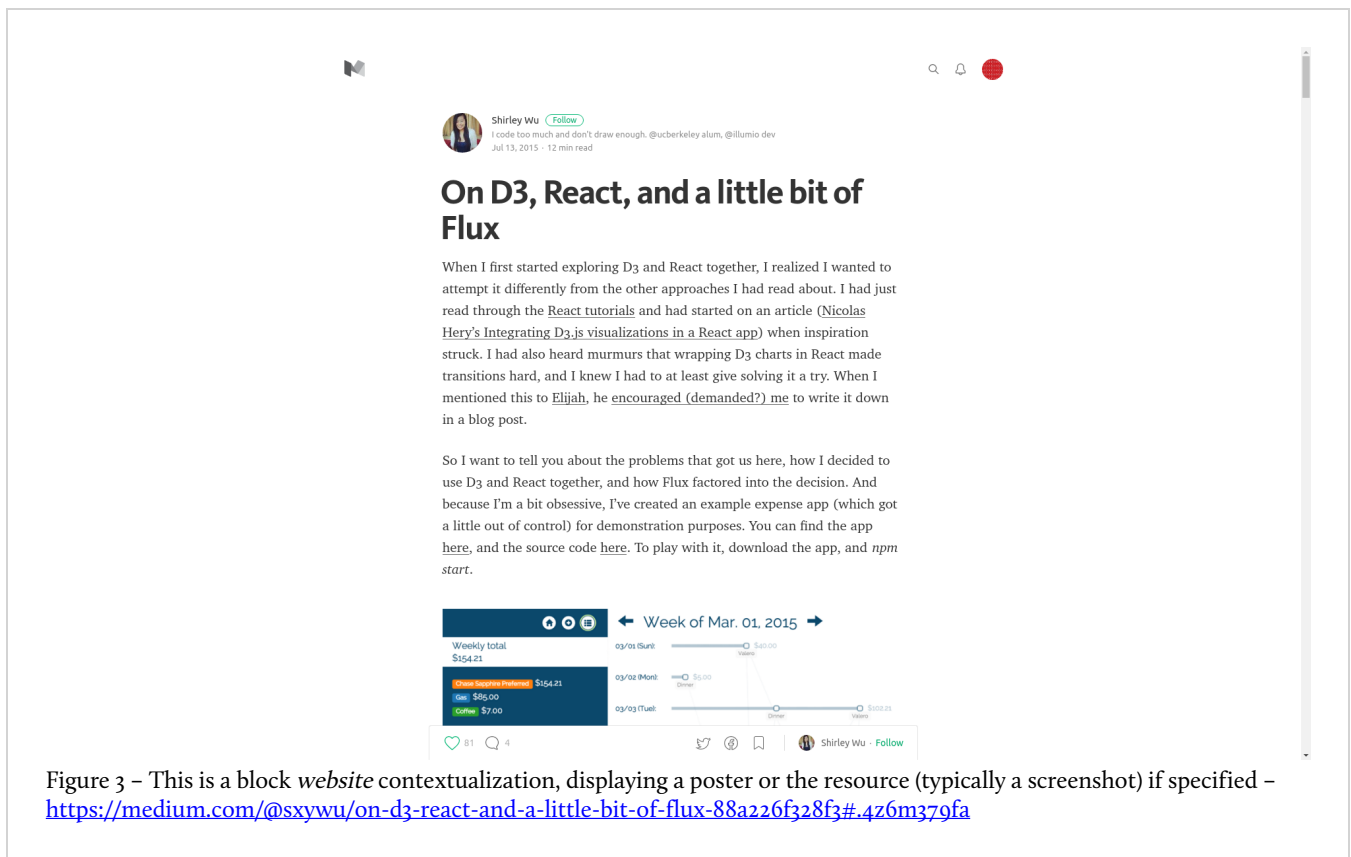 Shirley Wu Follow
I code too much and don't draw enough. @ucberkeley alum, @illumio dev
Jul 13, 2015 · 12 min read
On D3, React, and a little bit of
Flux
When I first started exploring D3 and React together, I realized I wanted to
attempt it differently from the other approaches I had read about. I had just
read through the React tutorials and had started on an article (Nicolas
Hery's Integrating D3.js visualizations in a React app) when inspiration
struck. I had also heard murmurs that wrapping D3 charts in React made
transitions hard, and I knew I had to at least give solving it a try. When I
mentioned this to Elijah, he encouraged (demanded?) me to write it down
in a blog post.
So I want to tell you about the problems that got us here, how I decided to
use D3 and React together, and how Flux factored into the decision. And
because I'm a bit obsessive, I've created an example expense app (which got
a little out of control) for demonstration purposes. You can find the app
here, and the source code here. To play with it, download the app, and npm
start.
Week of Mar. 01, 2015
Weekly total
$154.21
Chase Sapphire Preferred $154.21
Gas $85.00
Coffee $7.00
03/01 (Sun): $40.00
Valero
03/02 (Mon): $5.00
Dinner
03/03 (Tue): $102.21
Dinner Valero
81 4 Shirley Wu · Follow
Figure 3 – This is a block website contextualization, displaying a poster or the resource (typically a screenshot) if specified –
https://medium.com/@sxywu/on-d3-react-and-a-little-bit-of-flux-88a226f328f3#.4z6m379fa